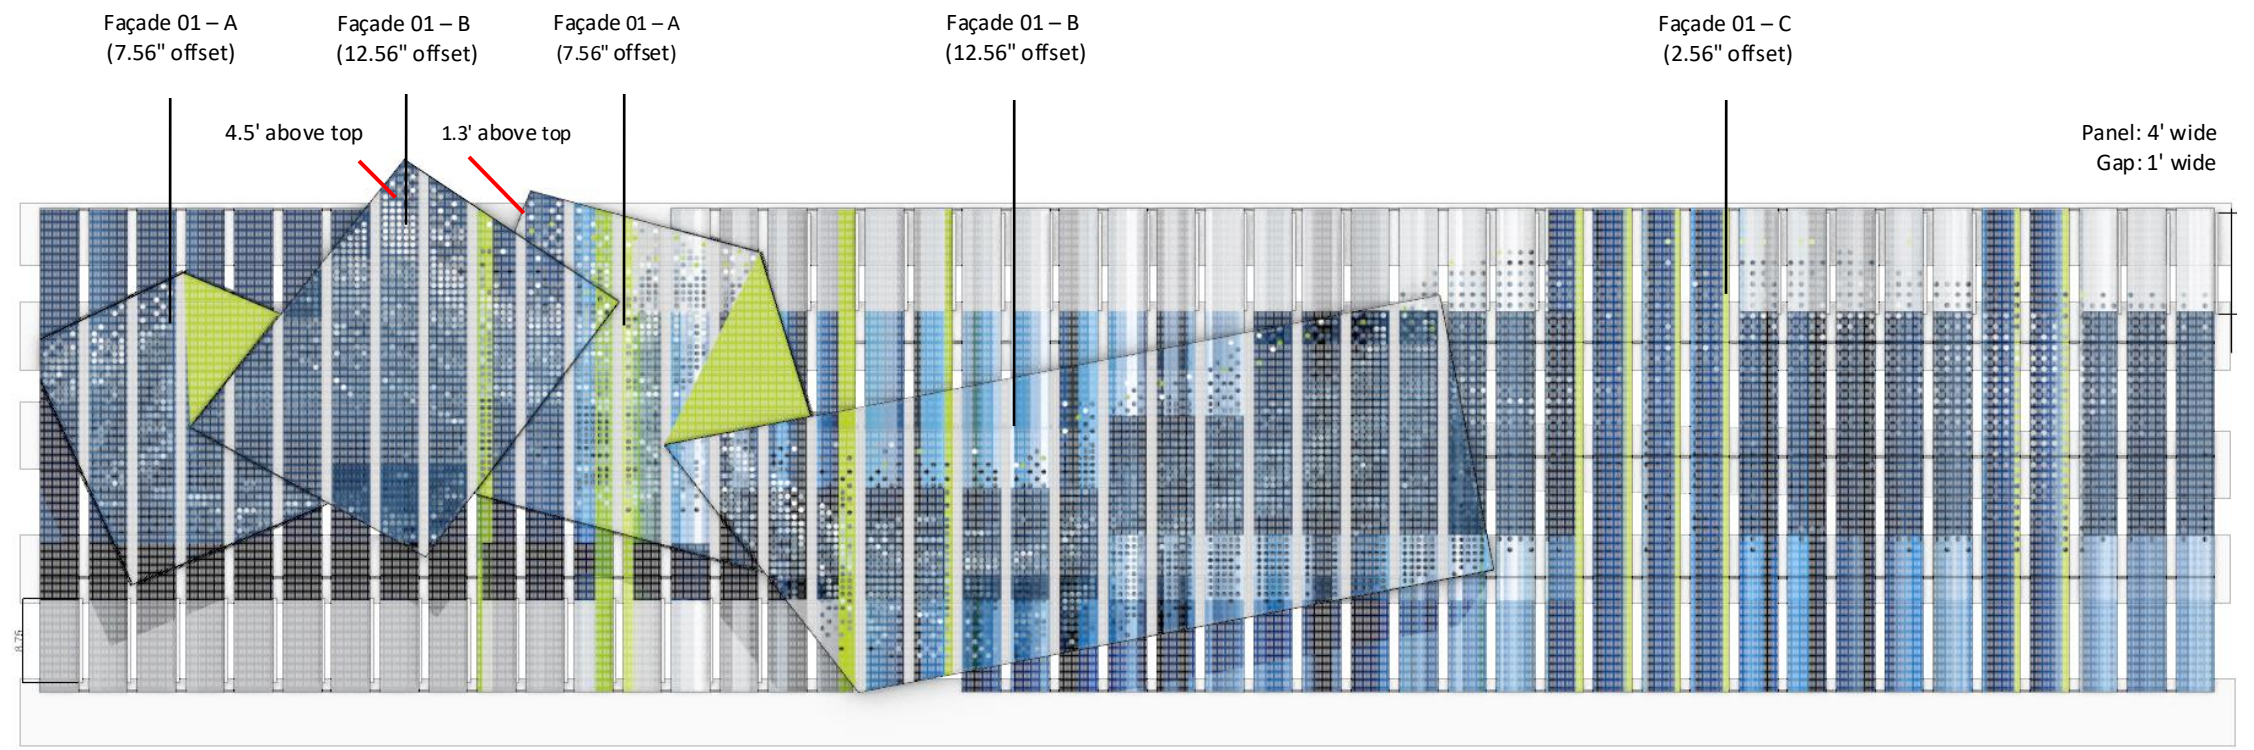 Façade 01 – A
(7.56" offset)
Façade 01 – B
(12.56" offset)
Façade 01 – A
(7.56" offset)
Façade 01 – B
(12.56" offset)
Façade 01 – C
(2.56" offset)
4.5' above top
1.3' above top
Panel: 4' wide
Gap: 1' wide
8.75